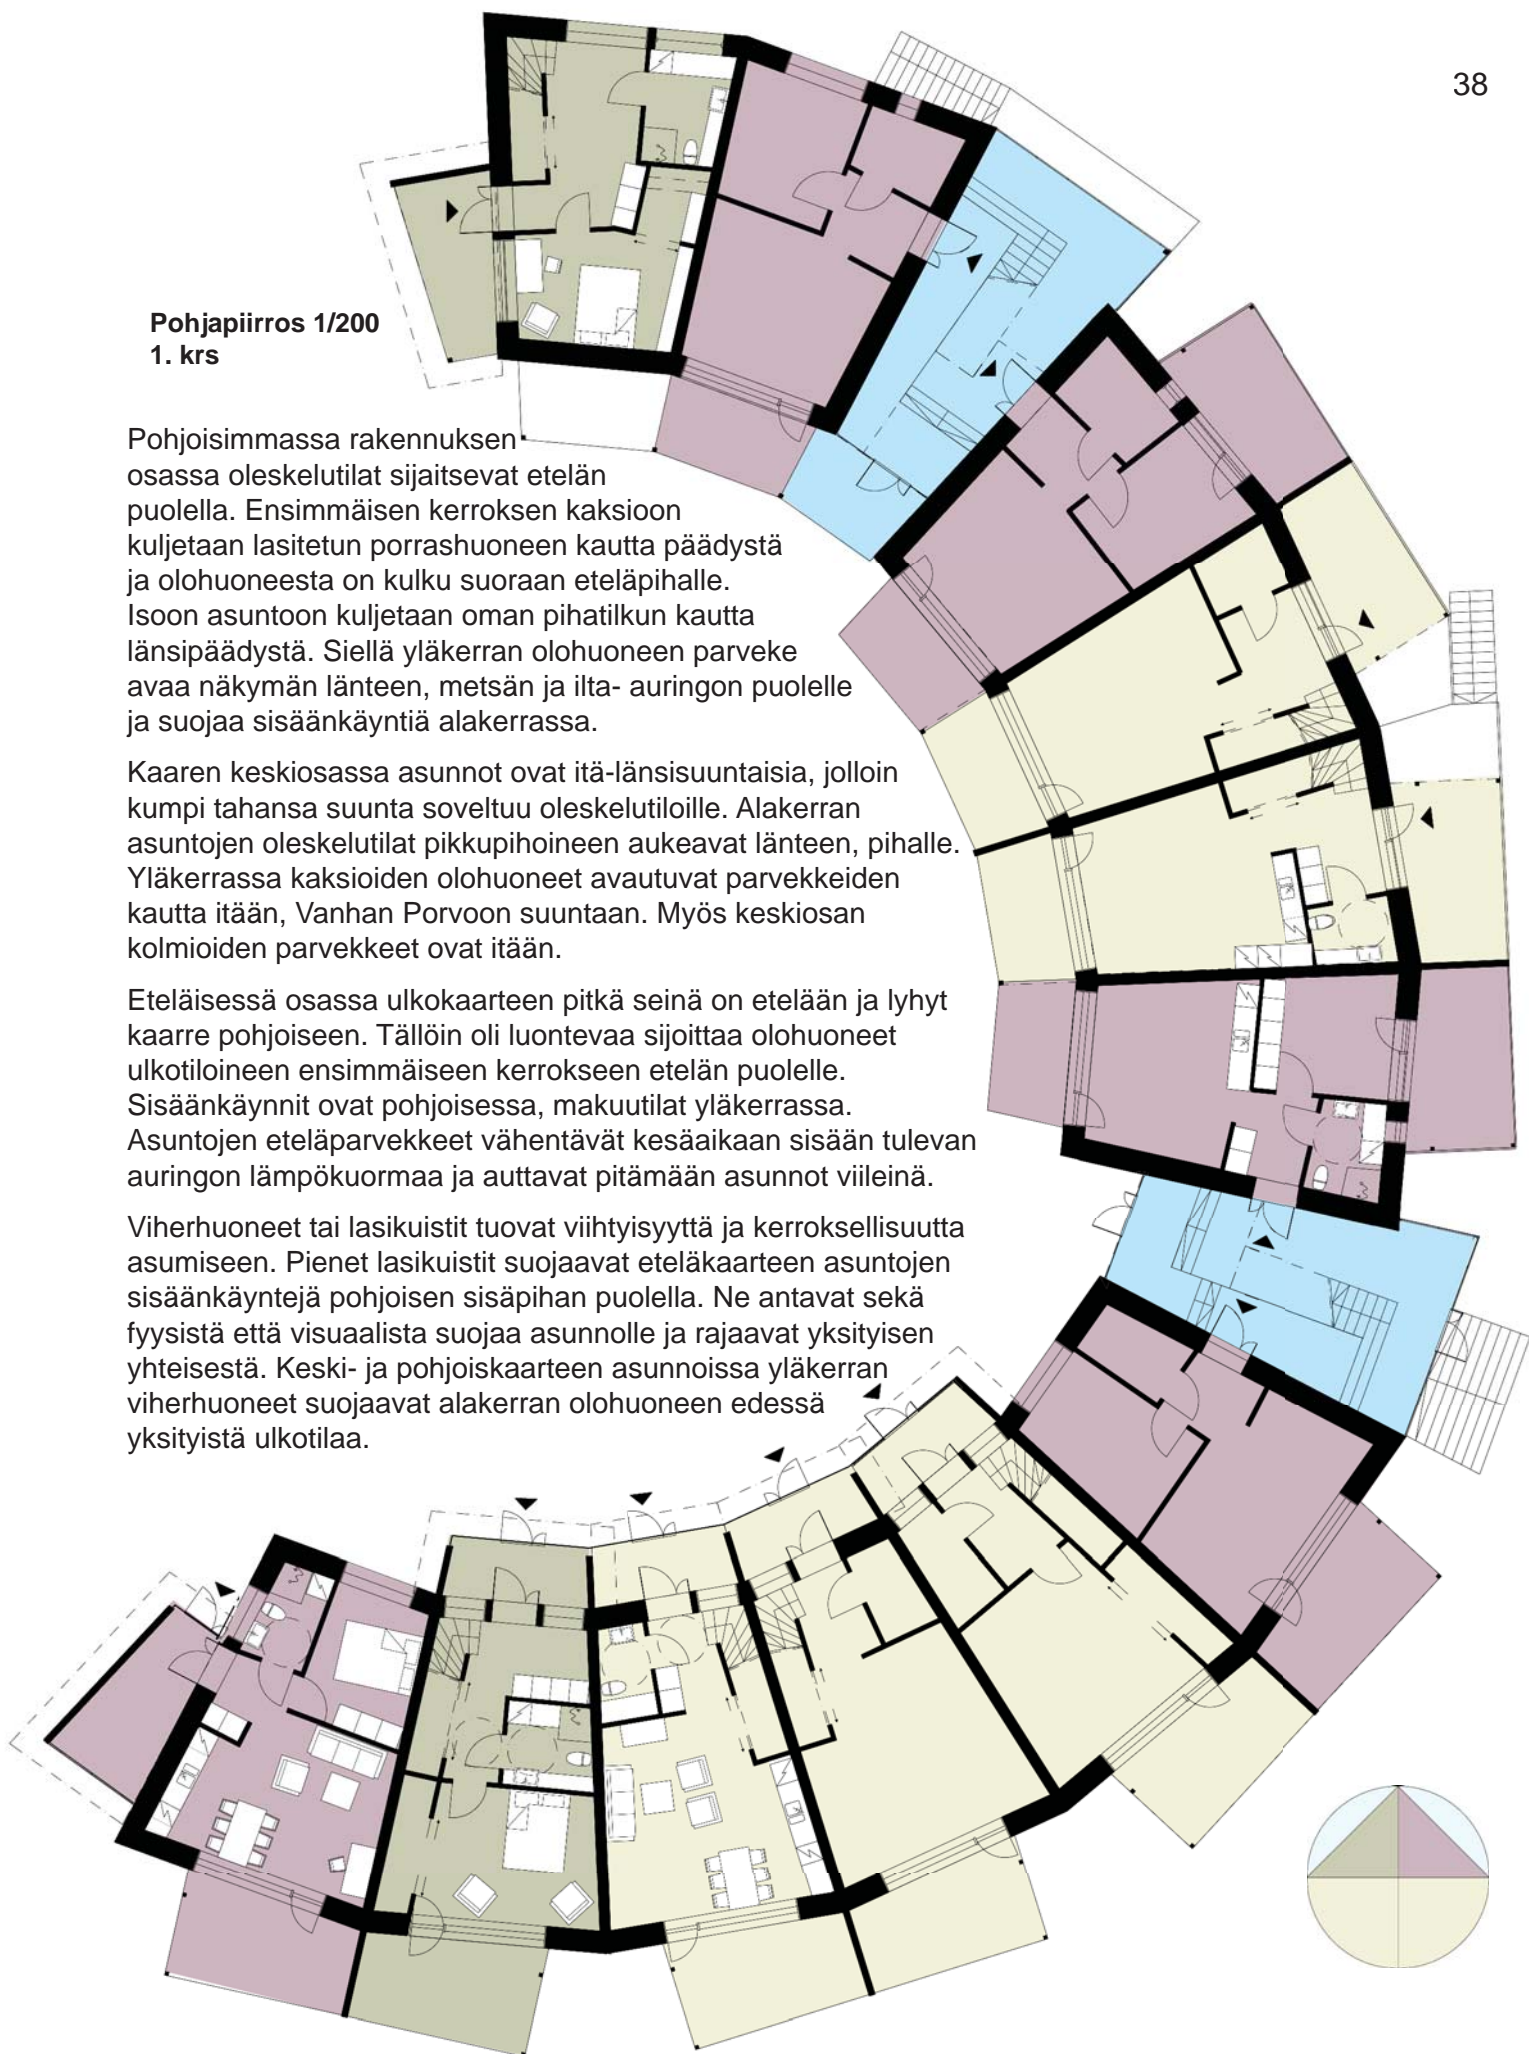 38
Pohjapiirros 1/200
1. krs
Pohjoisimmassa rakennuksen
osassa oleskelutilat sijaitsevat etelän
puolella. Ensimmäisen kerroksen kaksioon
kuljetaan lasitetun porrashuoneen kautta päädystä
ja olohuoneesta on kulku suoraan eteläpihalle.
Isoon asuntoon kuljetaan oman pihatilkun kautta
länsipäädystä. Siellä yläkerran olohuoneen parveke
avaa näkymän länteen, metsän ja ilta- auringon puolelle
ja suojaa sisäänkäyntiä alakerrassa.
Kaaren keskiosassa asunnot ovat itä-länsisuuntaisia, jolloin
kumpi tahansa suunta soveltuu oleskelutiloille. Alakerran
asuntojen oleskelutilat pikkupihoineen aukeavat länteen, pihalle.
Yläkerrassa kaksioiden olohuoneet avautuvat parvekkeiden
kautta itään, Vanhan Porvoon suuntaan. Myös keskiosan
kolmioiden parvekkeet ovat itään.
Eteläisessä osassa ulkokaarteen pitkä seinä on etelään ja lyhyt
kaarre pohjoiseen. Tällöin oli luontevaa sijoittaa olohuoneet
ulkotiloineen ensimmäiseen kerrokseen etelän puolelle.
Sisäänkäynnit ovat pohjoisessa, makuutilat yläkerrassa.
Asuntojen eteläparvekkeet vähentävät kesäaikaan sisään tulevan
auringon lämpökuormaa ja auttavat pitämään asunnot viileinä.
Viherhuoneet tai lasikuistit tuovat viihtyisyyttä ja kerroksellisuutta
asumiseen. Pienet lasikuistit suojaavat eteläkaarteen asuntojen
sisäänkäyntejä pohjoisen sisäpihan puolella. Ne antavat sekä
fyysistä että visuaalista suojaa asunnolle ja rajaavat yksityisen
yhteisestä. Keski- ja pohjoiskaarteen asunnoissa yläkerran
viherhuoneet suojaavat alakerran olohuoneen edessä
yksityistä ulkotilaa.